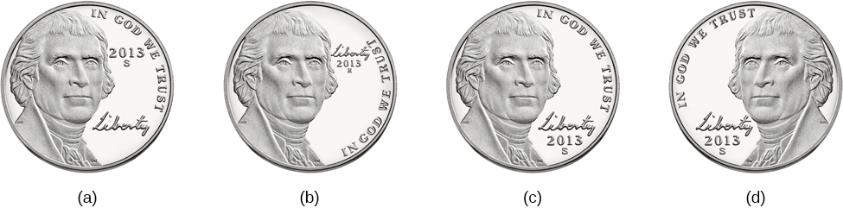 IN GOD WE TRUST
2013
S
Liberty
(a)
Liberty
2013
IN GOD WE TRUST
(b)
IN GOD WE TRUST
Liberty
2013
S
(c)
IN GOD WE TRUST
Liberty
2013
S
(d)